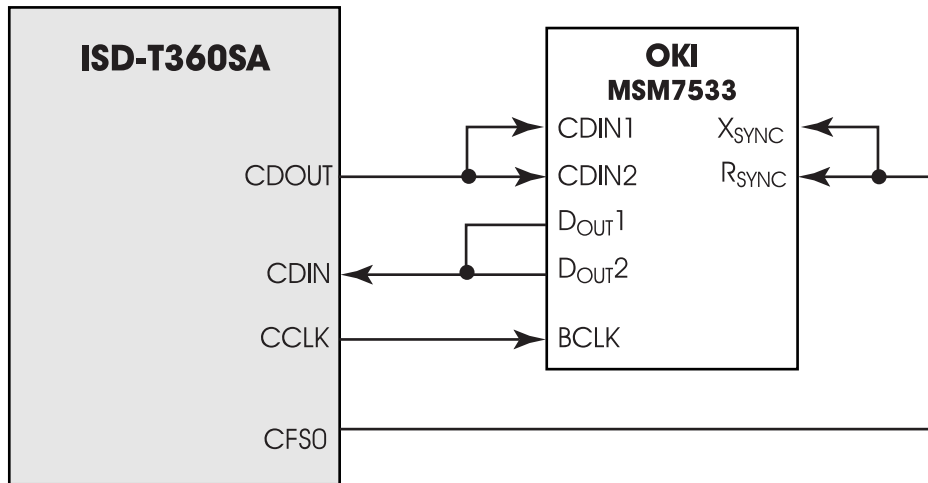 ISD-T360SA
CDOUT
CDIN
CCLK
CFS0
OKI
MSM7533
CDIN1 XSYNC
CDIN2 RSYNC
DOUT1
DOUT2
BCLK